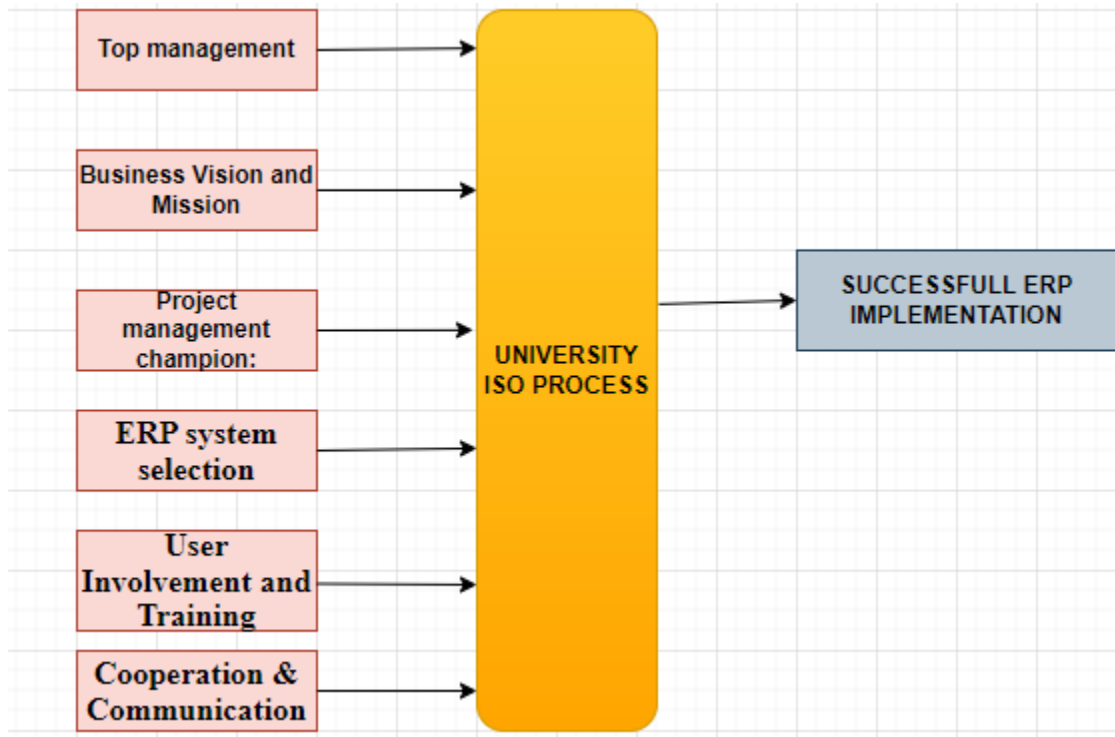 Top management
Business Vision and
Mission
Project
management
champion:
ERP system
selection
User
Involvement and
Training
Cooperation &
Communication
UNIVERSITY
ISO PROCESS
SUCCESSFULL ERP
IMPLEMENTATION